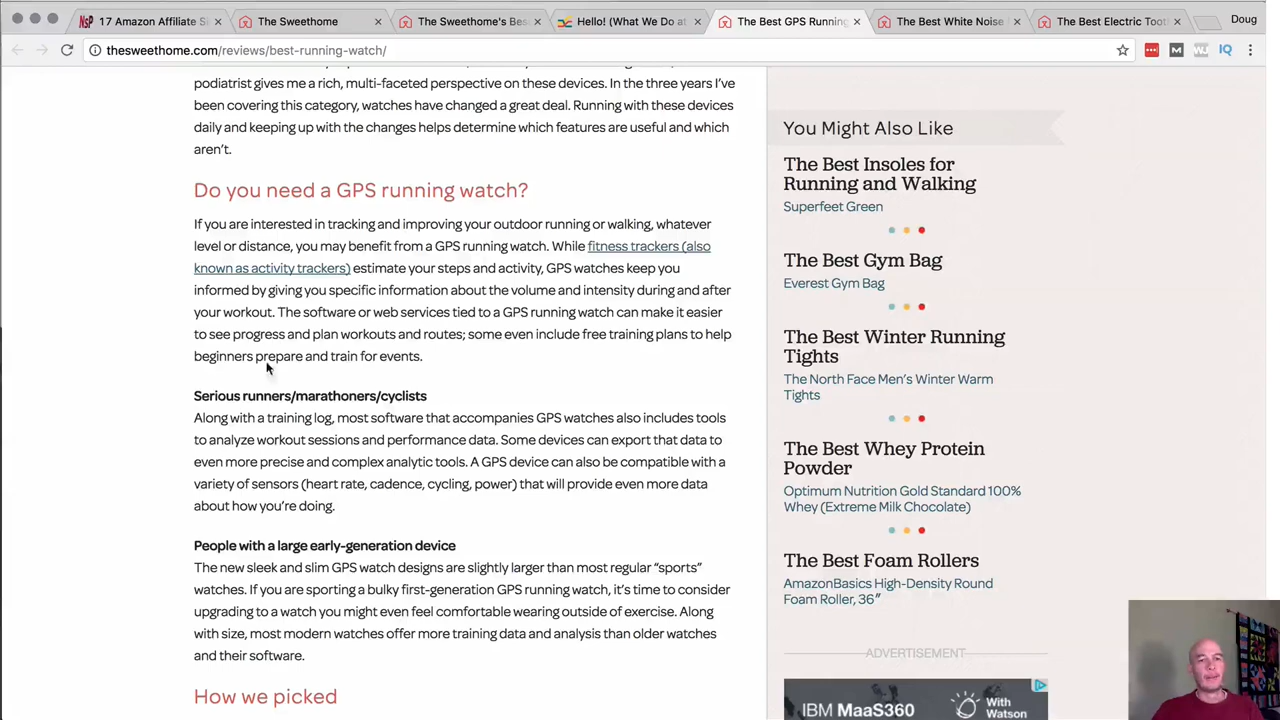 17 Amazon Affiliate Si
The Sweethome
The Sweethome's Bes
Hello! (What We Do at
The Best GPS Running
The Best White Noise
The Best Electric Toot
Doug
thesweethome.com/reviews/best-running-watch/
podiatrist gives me a rich, multi-faceted perspective on these devices. In the three years I've
been covering this category, watches have changed a great deal. Running with these devices
daily and keeping up with the changes helps determine which features are useful and which
aren't.
Do you need a GPS running watch?
If you are interested in tracking and improving your outdoor running or walking, whatever
level or distance, you may benefit from a GPS running watch. While fitness trackers (also
known as activity trackers) estimate your steps and activity, GPS watches keep you
informed by giving you specific information about the volume and intensity during and after
your workout. The software or web services tied to a GPS running watch can make it easier
to see progress and plan workouts and routes; some even include free training plans to help
beginners prepare and train for events.
Serious runners/marathoners/cyclists
Along with a training log, most software that accompanies GPS watches also includes tools
to analyze workout sessions and performance data. Some devices can export that data to
even more precise and complex analytic tools. A GPS device can also be compatible with a
variety of sensors (heart rate, cadence, cycling, power) that will provide even more data
about how you're doing.
People with a large early-generation device
The new sleek and slim GPS watch designs are slightly larger than most regular "sports"
watches. If you are sporting a bulky first-generation GPS running watch, it's time to consider
upgrading to a watch you might even feel comfortable wearing outside of exercise. Along
with size, most modern watches offer more training data and analysis than older watches
and their software.
How we picked
You Might Also Like
The Best Insoles for
Running and Walking
Superfeet Green
The Best Gym Bag
Everest Gym Bag
The Best Winter Running
Tights
The North Face Men's Winter Warm
Tights
The Best Whey Protein
Powder
Optimum Nutrition Gold Standard 100%
Whey (Extreme Milk Chocolate)
The Best Foam Rollers
AmazonBasics High-Density Round
Foam Roller, 36"
ADVERTISEMENT
IBM MaaS360
With
Watson